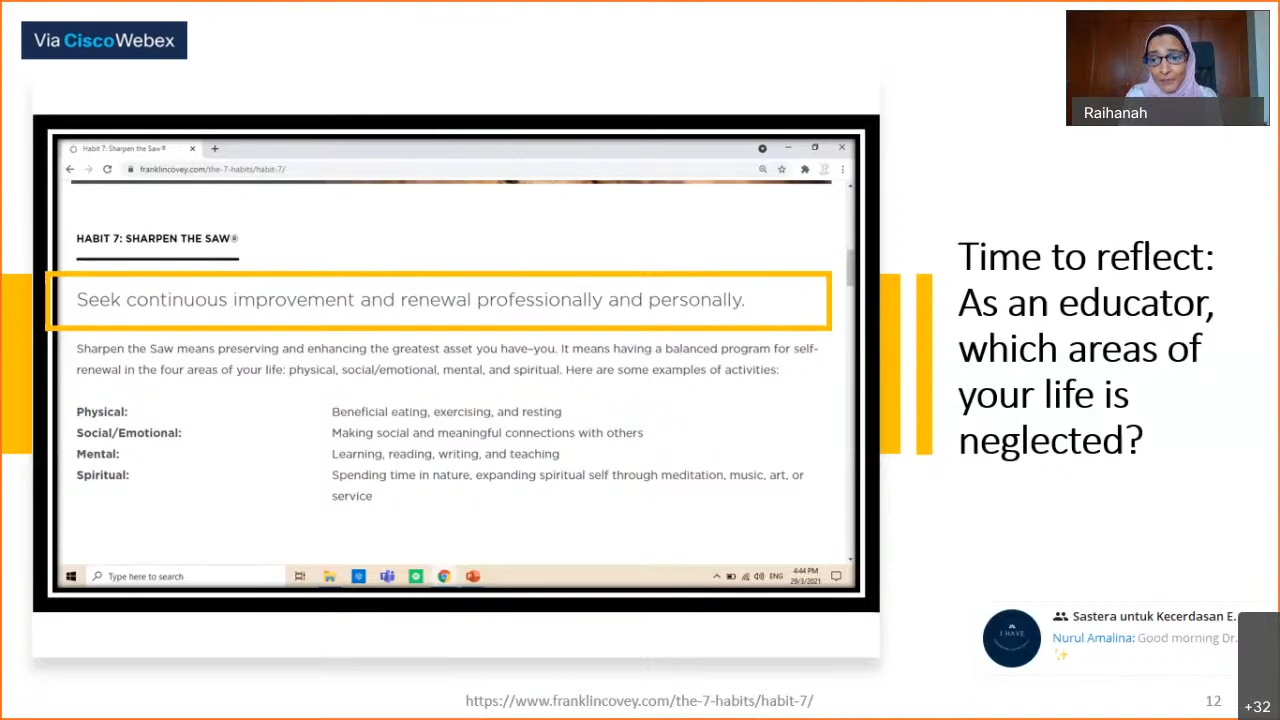 Via CiscoWebex
Raihanah
Habit 7: Sharpen the Saw®
franklincovey.com/the-7-habits/habit-7/
HABIT 7: SHARPEN THE SAW®
Seek continuous improvement and renewal professionally and personally.
Sharpen the Saw means preserving and enhancing the greatest asset you have–you. It means having a balanced program for self-
renewal in the four areas of your life: physical, social/emotional, mental, and spiritual. Here are some examples of activities:
Physical: Beneficial eating, exercising, and resting
Social/Emotional: Making social and meaningful connections with others
Mental: Learning, reading, writing, and teaching
Spiritual: Spending time in nature, expanding spiritual self through meditation, music, art, or
service
Type here to search
ENG
4:44 PM
29/3/2021
Time to reflect:
As an educator,
which areas of
your life is
neglected?
I HAVE
Sastera untuk Kecerdasan E.
Nurul Amalina: Good morning Dr.
✨
https://www.franklincovey.com/the-7-habits/habit-7/
12
+32